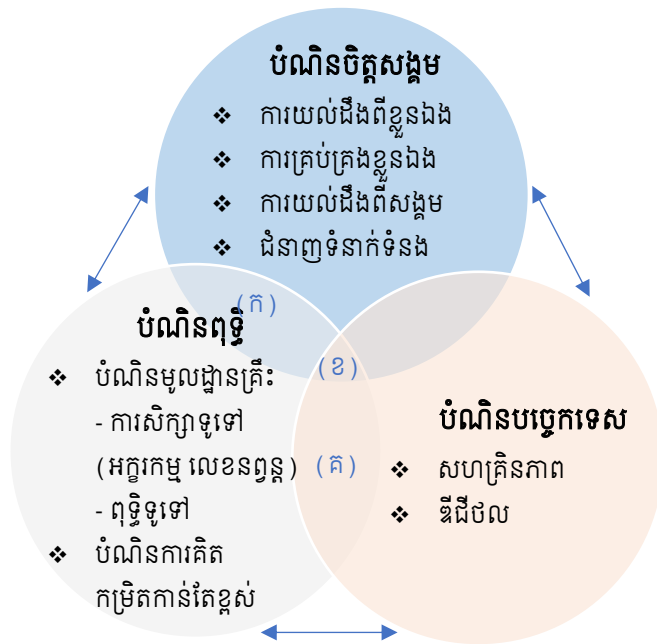 បំណិនចិត្តសង្គម
❖ ការយល់ដឹងពីខ្លួនឯង
❖ ការគ្រប់គ្រងខ្លួនឯង
❖ ការយល់ដឹងពីសង្គម
❖ ជំនាញទំនាក់ទំនង
(ក)
បំណិនពុទ្ធិ
❖ បំណិនមូលដ្ឋានគ្រឹះ
- ការសិក្សាទូទៅ
(អក្ខរកម្ម លេខនព្វន្ត)
- ពុទ្ធិទូទៅ
❖ បំណិនការគិត
កម្រិតកាន់តែខ្ពស់
(ខ)
(គ)
បំណិនបច្ចេកទេស
❖ សហគ្រិនភាព
❖ ឌីជីថល